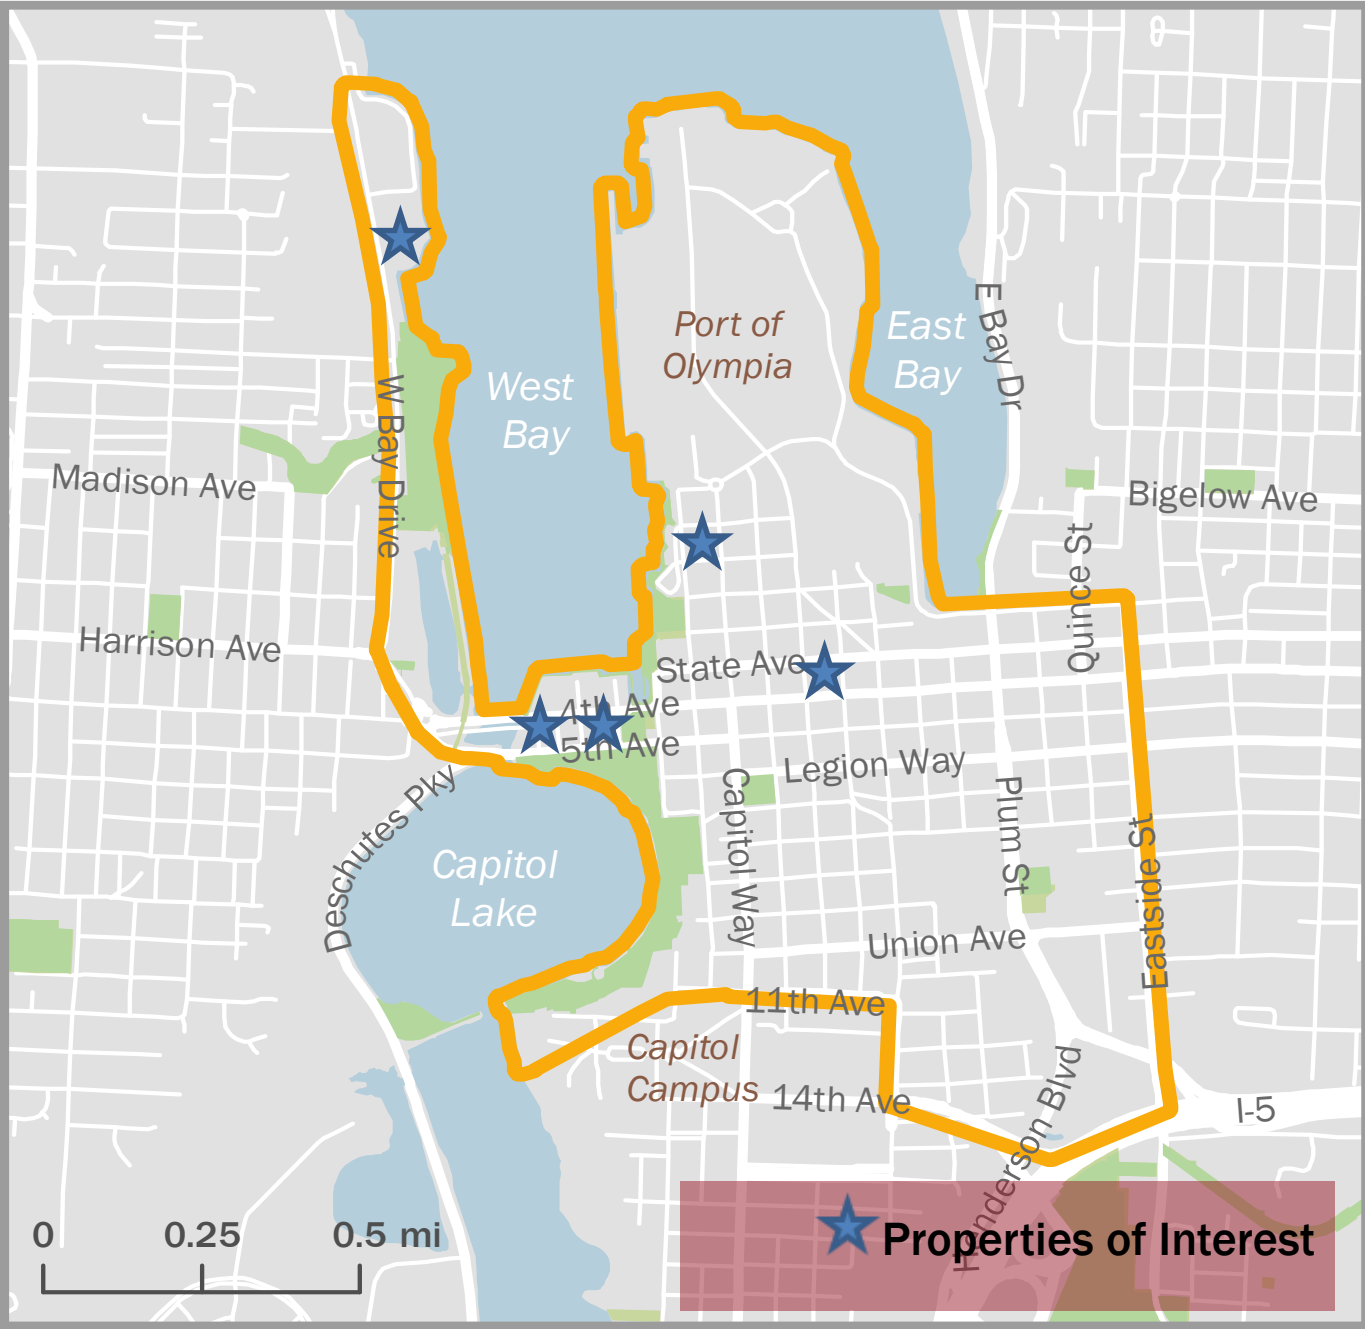 Port of
Olympia
East
Bay
E Bay Dr
West
Bay
W Bay Drive
Madison Ave
Bigelow Ave
Quince St
Harrison Ave
State Ave
4th Ave
5th Ave
Legion Way
Deschutes Pky
Capitol Way
Plum St
Eastside St
Capitol
Lake
Union Ave
11th Ave
Capitol
Campus
14th Ave
Henderson Blvd
I-5
0 0.25 0.5 mi
Properties of Interest